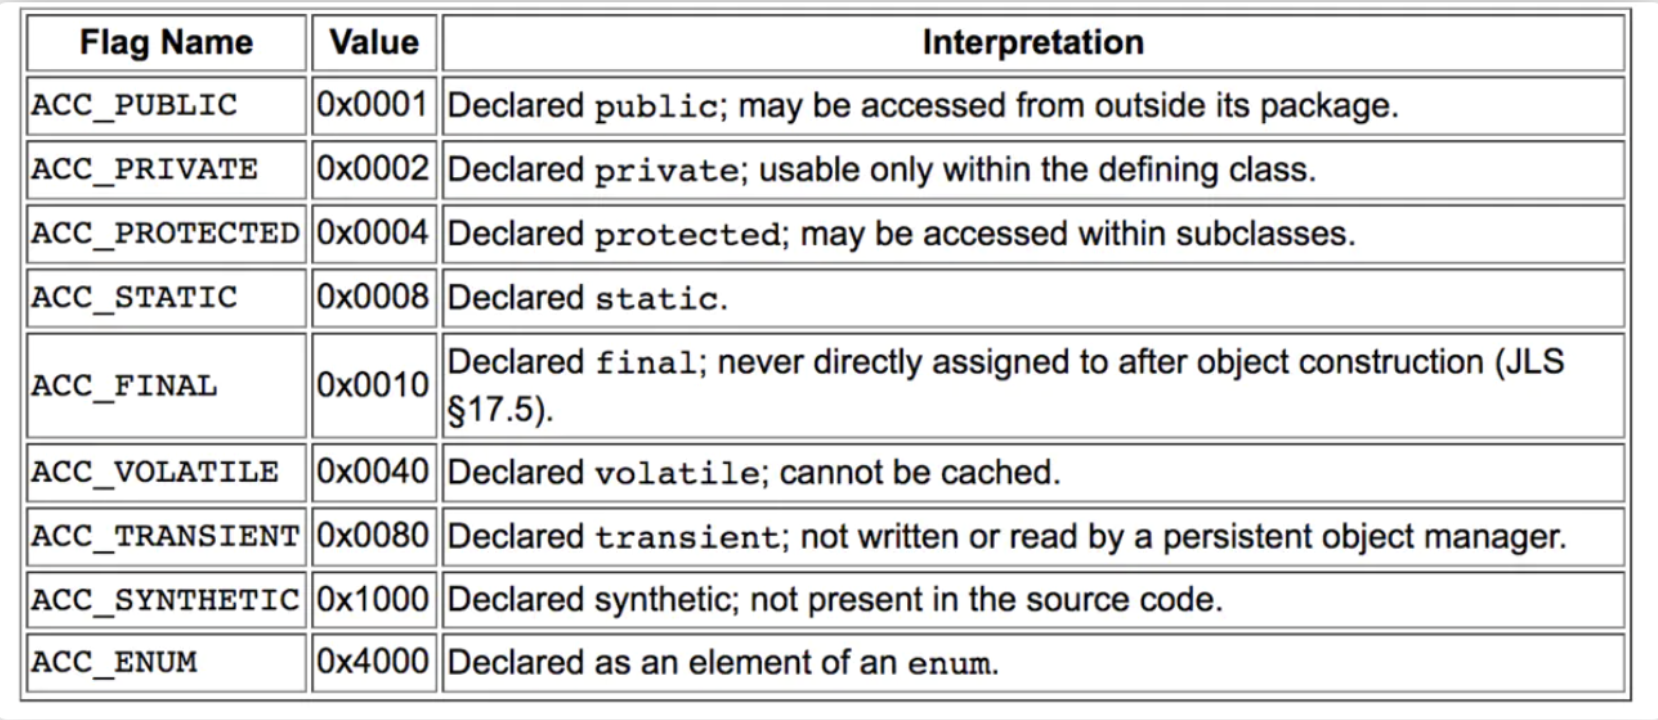 Flag Name Value Interpretation
ACC_PUBLIC 0x0001 Declared public; may be accessed from outside its package.
ACC_PRIVATE 0x0002 Declared private; usable only within the defining class.
ACC_PROTECTED 0x0004 Declared protected; may be accessed within subclasses.
ACC_STATIC 0x0008 Declared static.
ACC_FINAL 0x0010 Declared final; never directly assigned to after object construction (JLS
§17.5).
ACC_VOLATILE 0x0040 Declared volatile; cannot be cached.
ACC_TRANSIENT 0x0080 Declared transient; not written or read by a persistent object manager.
ACC_SYNTHETIC 0x1000 Declared synthetic; not present in the source code.
ACC_ENUM 0x4000 Declared as an element of an enum.